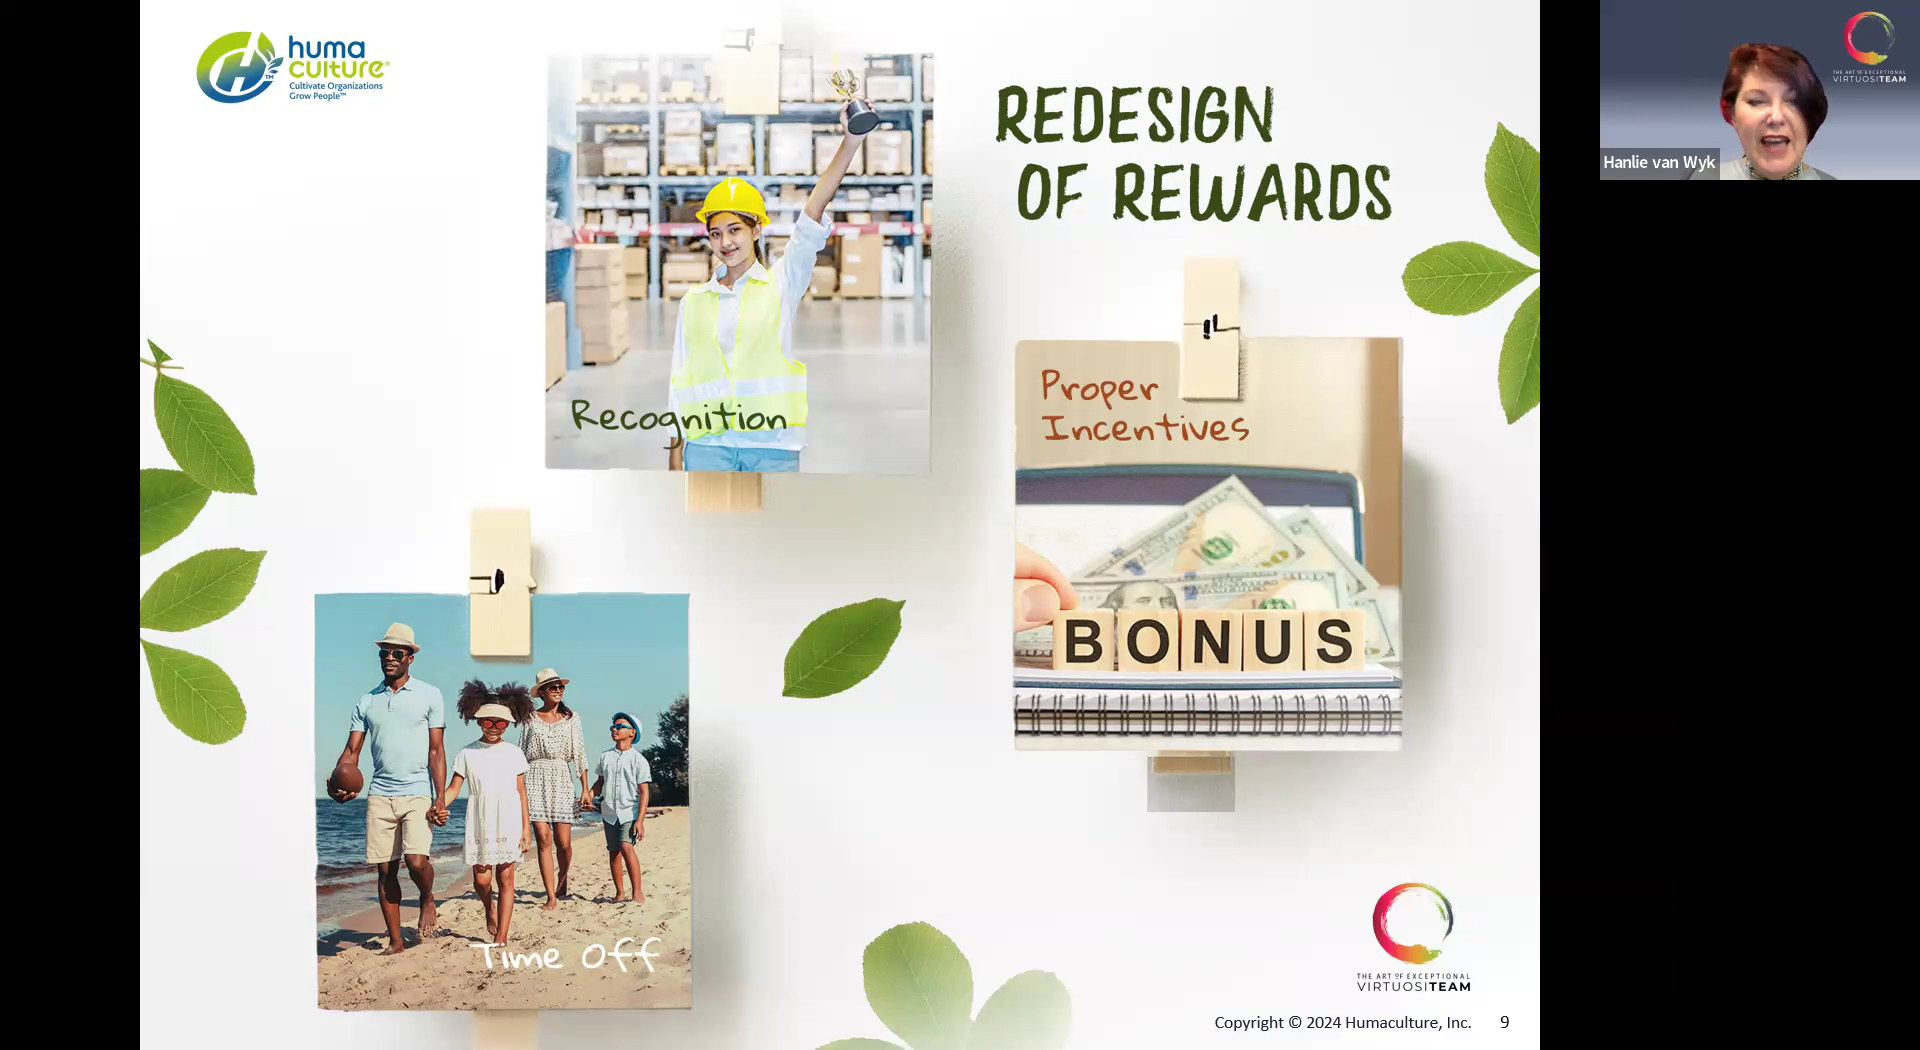 huma
culture®
Cultivate Organizations
Grow People™
REDESIGN
OF REWARDS
Recognition
Proper
Incentives
BONUS
Time Off
THE ART OF EXCEPTIONAL
VIRTUOSITEAM
Copyright © 2024 Humaculture, Inc. 9
THE ART OF EXCEPTIONAL
VIRTUOSITEAM
Hanlie van Wyk